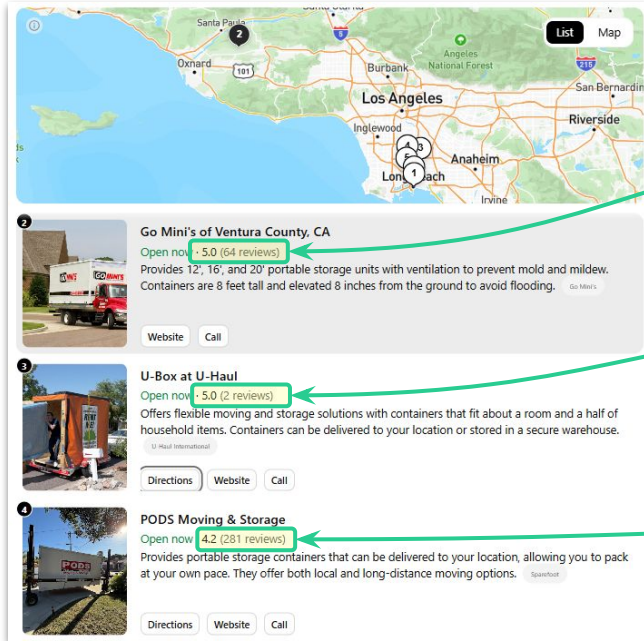 Santa Paula
2
Oxnard
101
5
Burbank
Angeles
National Forest
List
Map
215
San Bernardin
Los Angeles
Riverside
Inglewood
4
3
5
1
Anaheim
Long Beach
Irvine
2
Go Mini's of Ventura County, CA
Open now · 5.0 (64 reviews)
Provides 12', 16', and 20' portable storage units with ventilation to prevent mold and mildew.
Containers are 8 feet tall and elevated 8 inches from the ground to avoid flooding. Go Mini's
Website Call
3
U-Box at U-Haul
Open now · 5.0 (2 reviews)
Offers flexible moving and storage solutions with containers that fit about a room and a half of
household items. Containers can be delivered to your location or stored in a secure warehouse.
U-Haul International
Directions Website Call
4
PODS Moving & Storage
Open now 4.2 (281 reviews)
Provides portable storage containers that can be delivered to your location, allowing you to pack
at your own pace. They offer both local and long-distance moving options. Sparefoot
PODS
Directions Website Call